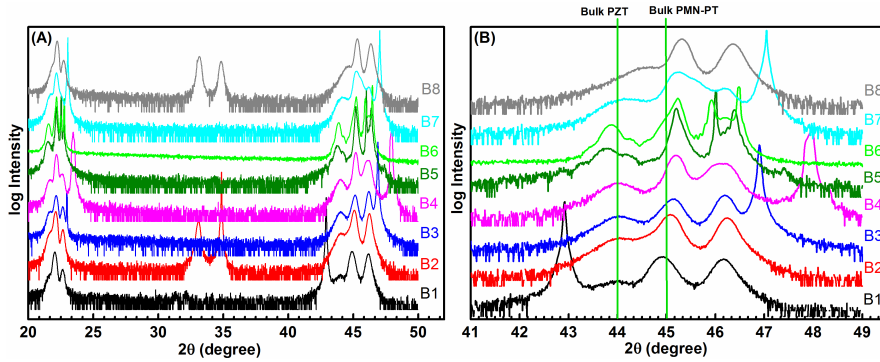 Bulk PZT
Bulk PMN-PT
(A)
(B)
log Intensity
log Intensity
B8
B7
B6
B5
B4
B3
B2
B1
B8
B7
B6
B5
B4
B3
B2
B1
20 25 30 35 40 45 50
41 42 43 44 45 46 47 48 49
2θ (degree)
2θ (degree)